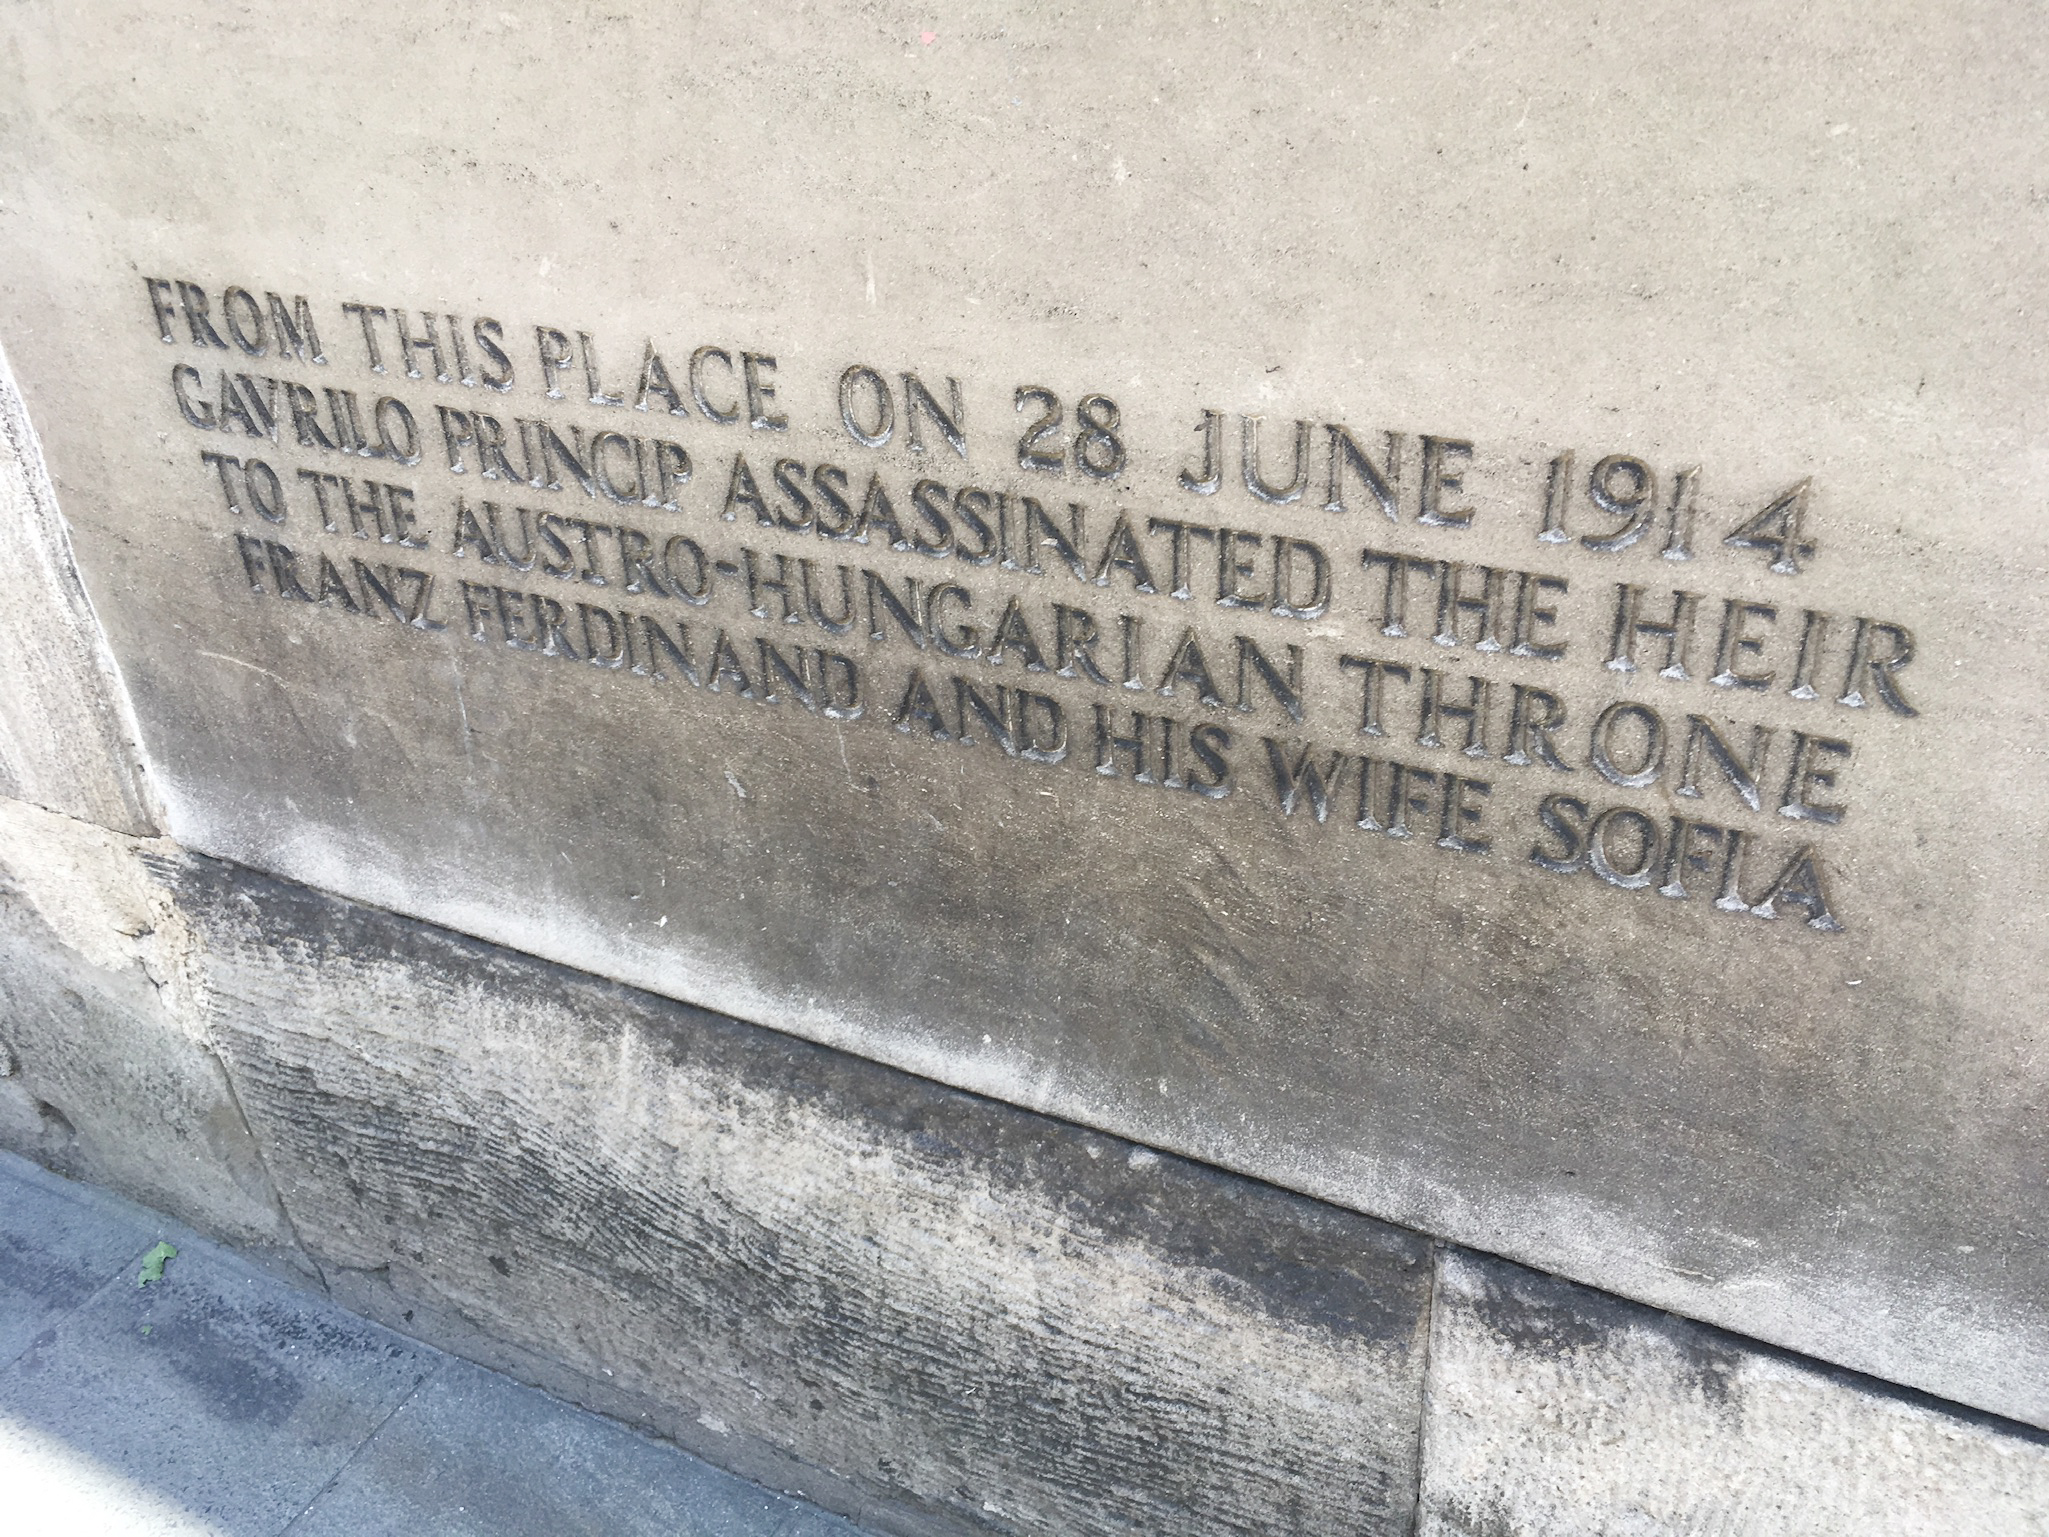 FROM THIS PLACE ON 28 JUNE 1914
GAVRILO PRINCIP ASSASSINATED THE HEIR
TO THE AUSTRO-HUNGARIAN THRONE
FRANZ FERDINAND AND HIS WIFE SOFIA